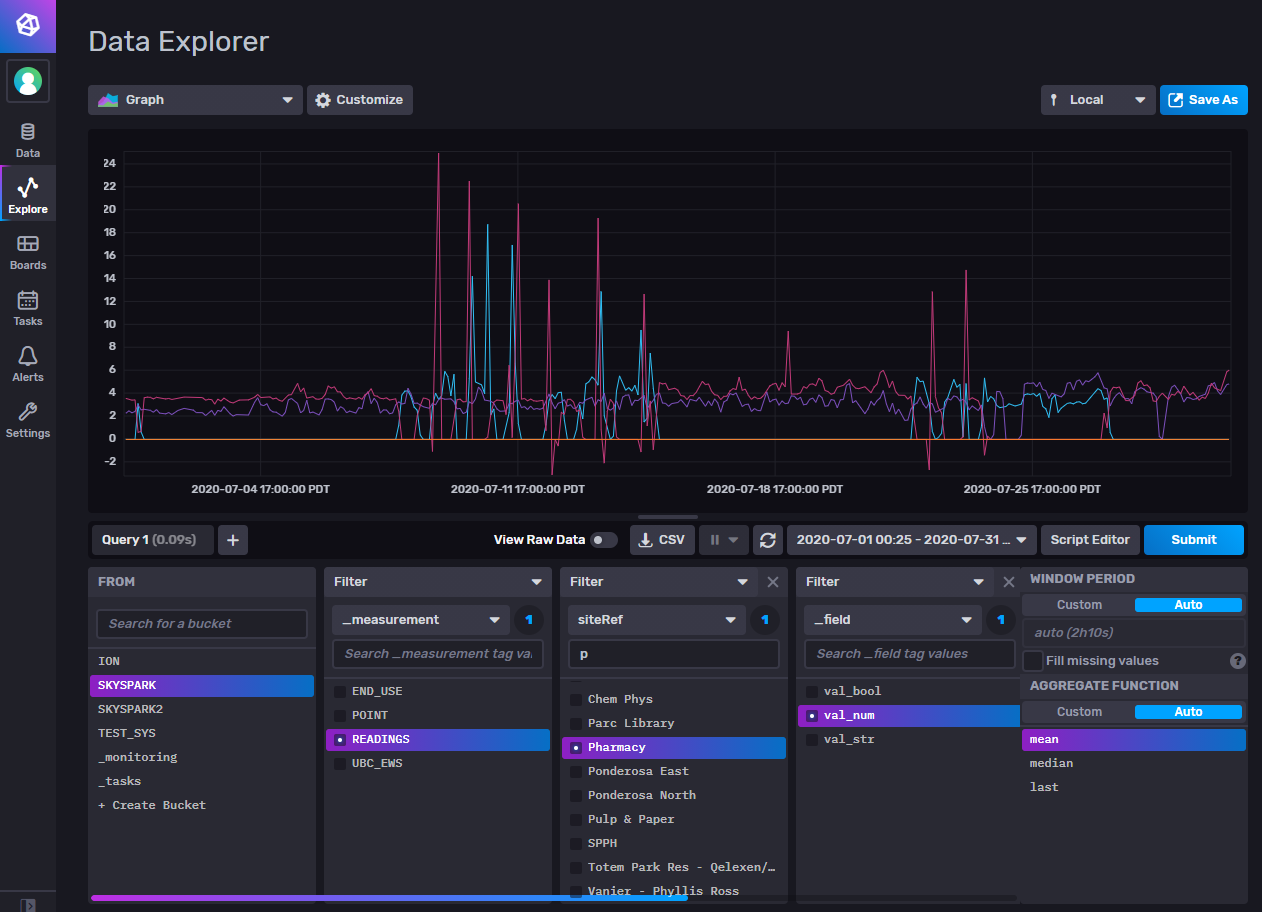 Data Explorer
Graph
Customize
Local
Save As
Data
Explore
Boards
Tasks
Alerts
Settings
24
22
20
18
16
14
12
10
8
6
4
2
0
-2
2020-07-04 17:00:00 PDT
2020-07-11 17:00:00 PDT
2020-07-18 17:00:00 PDT
2020-07-25 17:00:00 PDT
Query 1 (0.09s)
+
View Raw Data
CSV
2020-07-01 00:25 - 2020-07-31 ...
Script Editor
Submit
FROM
Search for a bucket
ION
SKYSPARK
SKYSPARK2
TEST_SYS
_monitoring
_tasks
+ Create Bucket
Filter
_measurement
1
Search _measurement tag va
END_USE
POINT
READINGS
UBC_EWS
Filter
siteRef
1
p
Chem Phys
Parc Library
Pharmacy
Ponderosa East
Ponderosa North
Pulp & Paper
SPPH
Totem Park Res - Qelexen/…
Vanier - Phyllis Ross
Filter
_field
1
Search _field tag values
val_bool
val_num
val_str
WINDOW PERIOD
Custom
Auto
auto (2h10s)
Fill missing values
?
AGGREGATE FUNCTION
Custom
Auto
mean
median
last